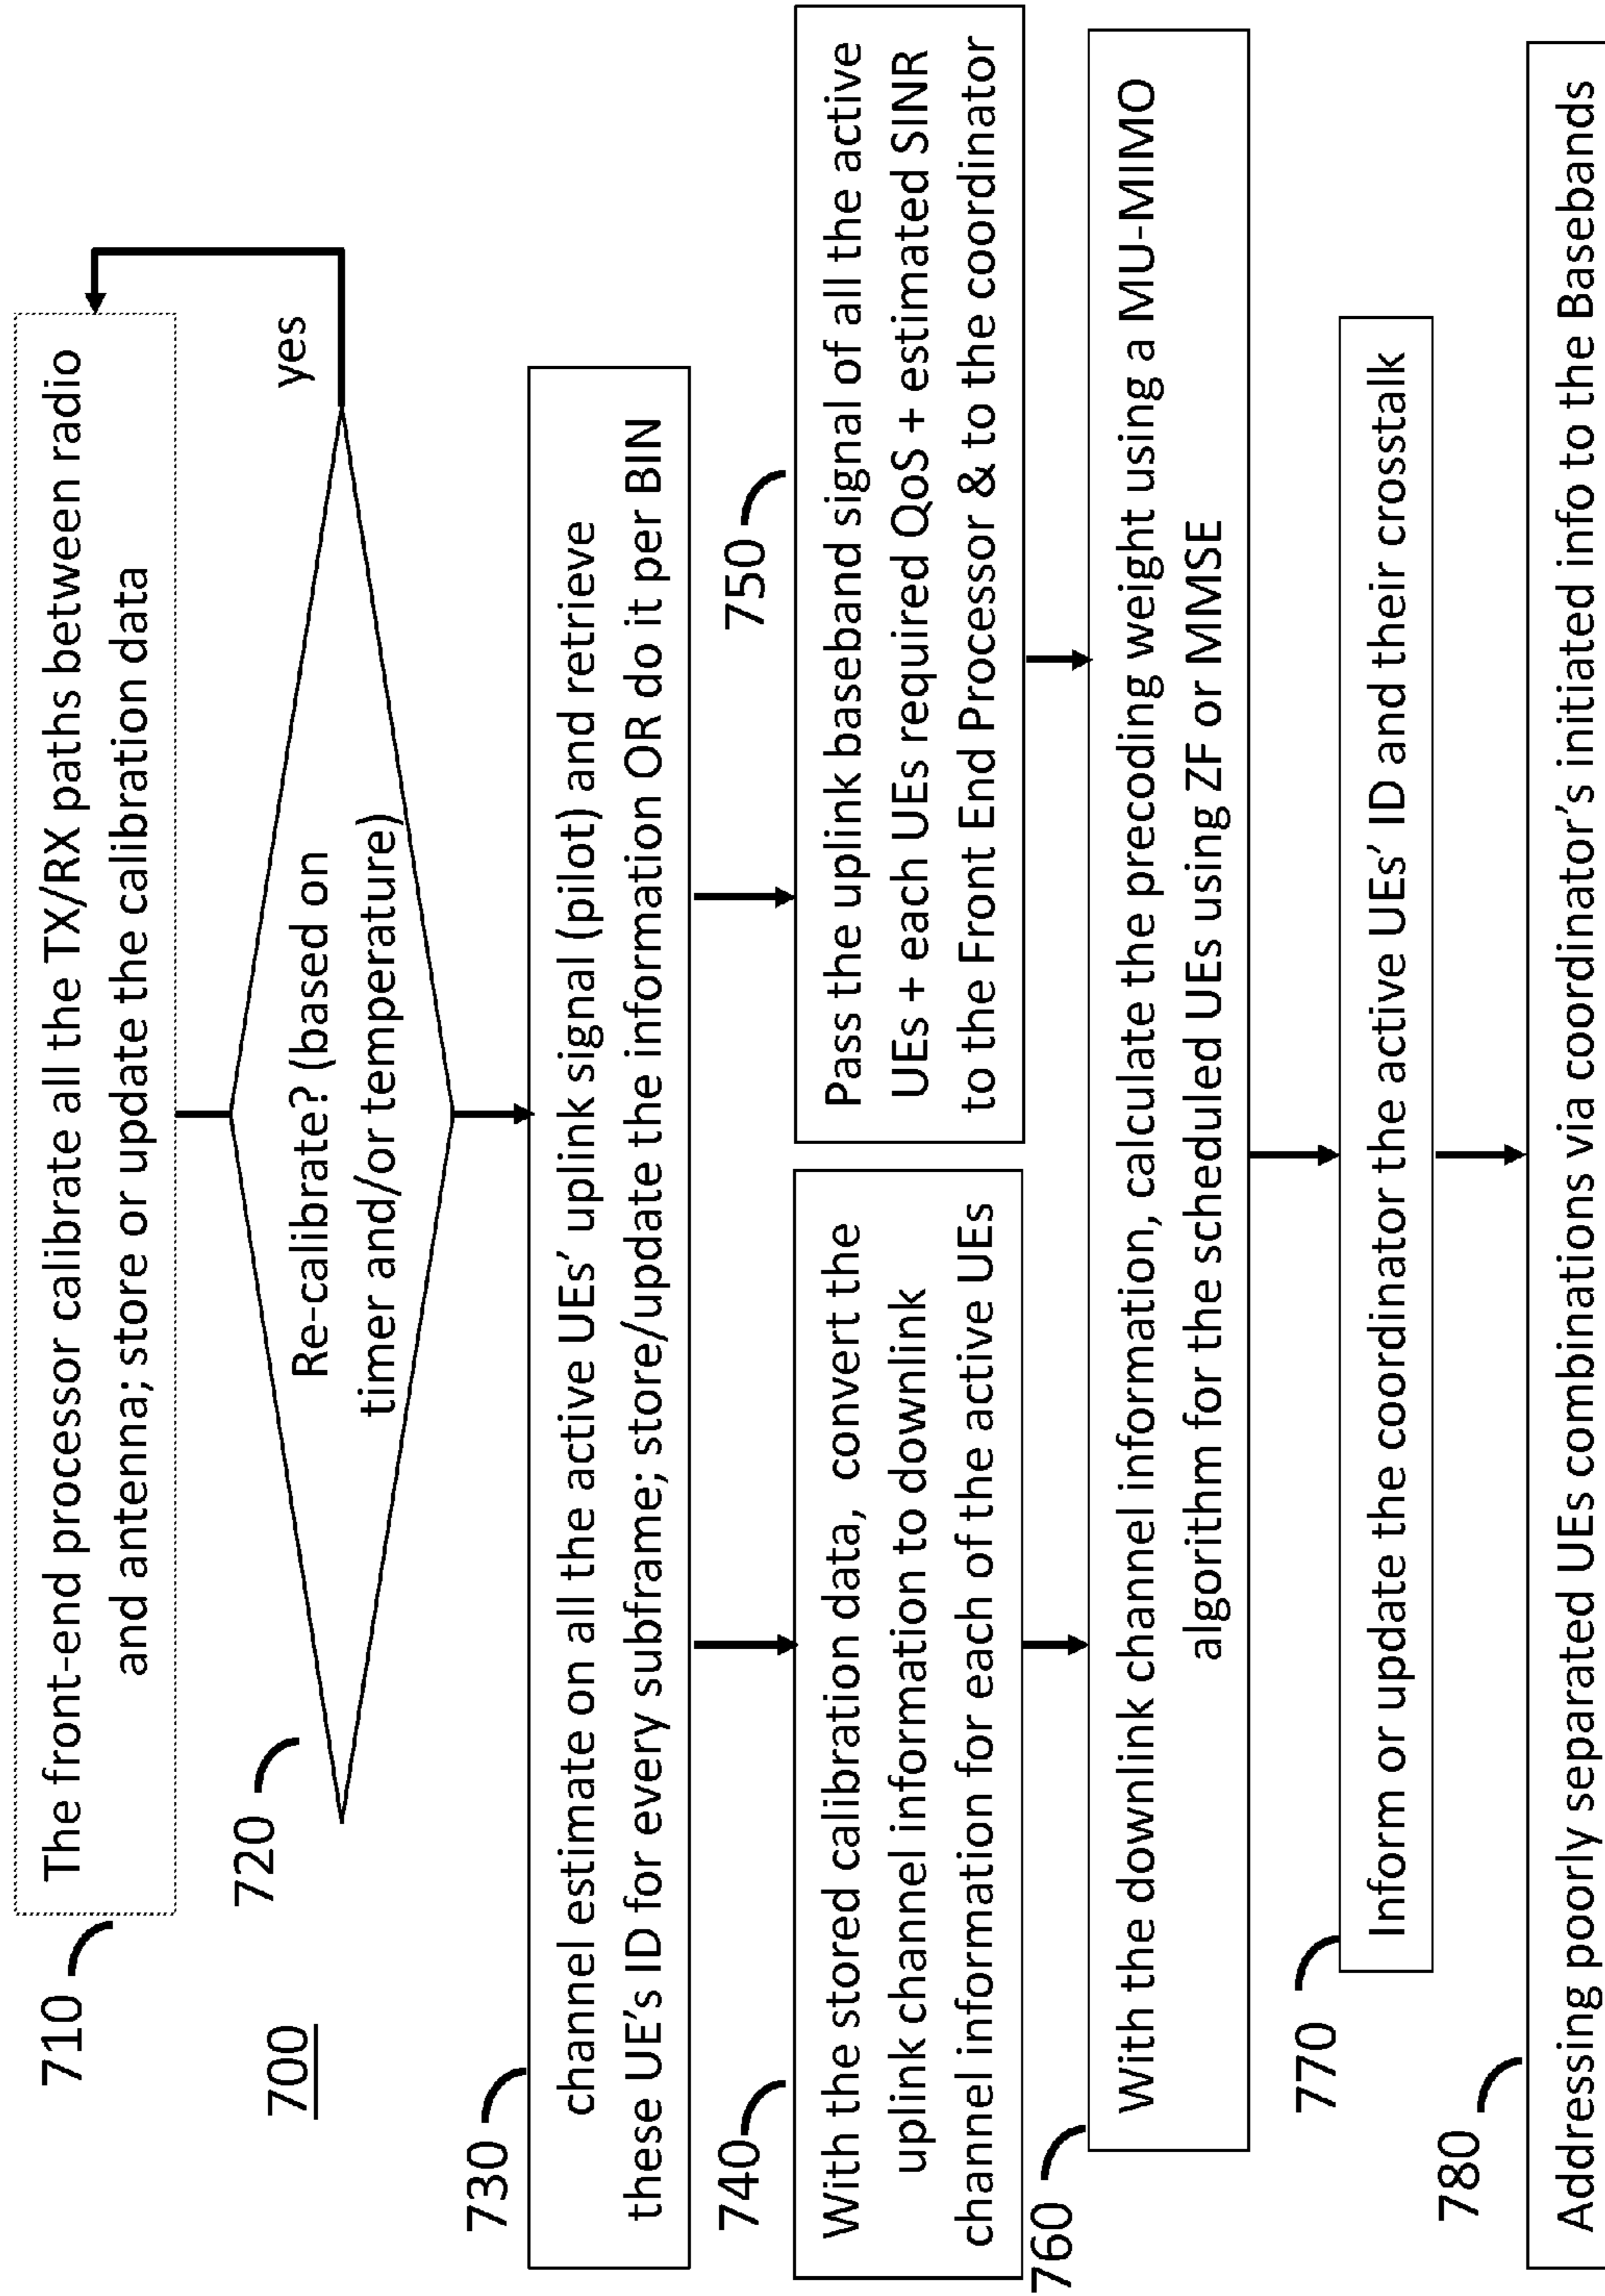 710
The front-end processor calibrate all the TX/RX paths between radio
and antenna; store or update the calibration data
700
720
Re-calibrate? (based on
timer and/or temperature)
yes
730
channel estimate on all the active UEs’ uplink signal (pilot) and retrieve
these UE’s ID for every subframe; store/update the information OR do it per BIN
740
With the stored calibration data, convert the
uplink channel information to downlink
channel information for each of the active UEs
750
Pass the uplink baseband signal of all the active
UEs + each UEs required QoS + estimated SINR
to the Front End Processor & to the coordinator
760
With the downlink channel information, calculate the precoding weight using a MU-MIMO
algorithm for the scheduled UEs using ZF or MMSE
770
Inform or update the coordinator the active UEs’ ID and their crosstalk
780
Addressing poorly separated UEs combinations via coordinator’s initiated info to the Basebands